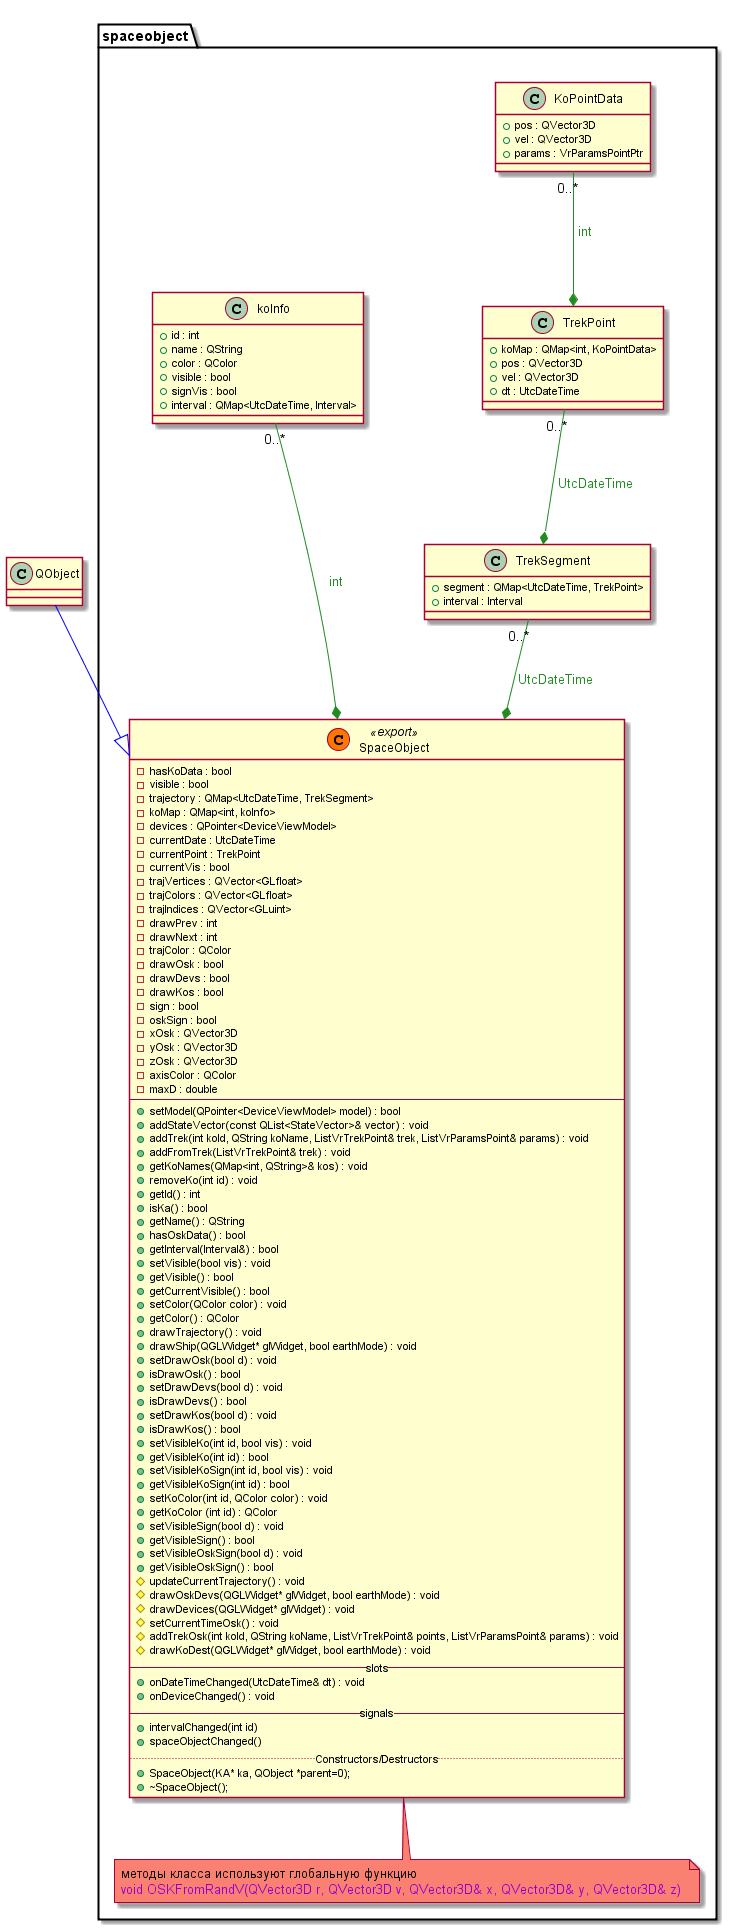 spaceobject
C KoPointData
pos : QVector3D
vel : QVector3D
params : VrParamsPointPtr
0..*
int
C koInfo
id : int
name : QString
color : QColor
visible : bool
signVis : bool
interval : QMap<UtcDateTime, Interval>
0..*
C TrekPoint
koMap : QMap<int, KoPointData>
pos : QVector3D
vel : QVector3D
dt : UtcDateTime
0..*
UtcDateTime
C QObject
int
C TrekSegment
segment : QMap<UtcDateTime, TrekPoint>
interval : Interval
0..*
UtcDateTime
C «export»
SpaceObject
hasKoData : bool
visible : bool
trajectory : QMap<UtcDateTime, TrekSegment>
koMap : QMap<int, koInfo>
devices : QPointer<DeviceViewModel>
currentDate : UtcDateTime
currentPoint : TrekPoint
currentVis : bool
trajVertices : QVector<GLfloat>
trajColors : QVector<GLfloat>
trajIndices : QVector<GLuint>
drawPrev : int
drawNext : int
trajColor : QColor
drawOsk : bool
drawDevs : bool
drawKos : bool
sign : bool
oskSign : bool
xOsk : QVector3D
yOsk : QVector3D
zOsk : QVector3D
axisColor : QColor
maxD : double
setModel(QPointer<DeviceViewModel> model) : bool
addStateVector(const QList<StateVector>& vector) : void
addTrek(int koId, QString koName, ListVrTrekPoint& trek, ListVrParamsPoint& params) : void
addFromTrek(ListVrTrekPoint& trek) : void
getKoNames(QMap<int, QString>& kos) : void
removeKo(int id) : void
getId() : int
isKa() : bool
getName() : QString
hasOskData() : bool
getInterval(Interval&) : bool
setVisible(bool vis) : void
getVisible() : bool
getCurrentVisible() : bool
setColor(QColor color) : void
getColor() : QColor
drawTrajectory() : void
drawShip(QGLWidget* glWidget, bool earthMode) : void
setDrawOsk(bool d) : void
isDrawOsk() : bool
setDrawDevs(bool d) : void
isDrawDevs() : bool
setDrawKos(bool d) : void
isDrawKos() : bool
setVisibleKo(int id, bool vis) : void
getVisibleKo(int id) : bool
setVisibleKoSign(int id, bool vis) : void
getVisibleKoSign(int id) : bool
setKoColor(int id, QColor color) : void
getKoColor (int id) : QColor
setVisibleSign(bool d) : void
getVisibleSign() : bool
setVisibleOskSign(bool d) : void
getVisibleOskSign() : bool
updateCurrentTrajectory() : void
drawOskDevs(QGLWidget* glWidget, bool earthMode) : void
drawDevices(QGLWidget* glWidget) : void
setCurrentTimeOsk() : void
addTrekOsk(int koId, QString koName, ListVrTrekPoint& points, ListVrParamsPoint& params) : void
drawKoDest(QGLWidget* glWidget, bool earthMode) : void
slots
onDateTimeChanged(UtcDateTime& dt) : void
onDeviceChanged() : void
signals
intervalChanged(int id)
spaceObjectChanged()
Constructors/Destructors
SpaceObject(KA* ka, QObject *parent=0);
~SpaceObject();
методы класса используют глобальную функцию
void OSKFromRandV(QVector3D r, QVector3D v, QVector3D& x, QVector3D& y, QVector3D& z)